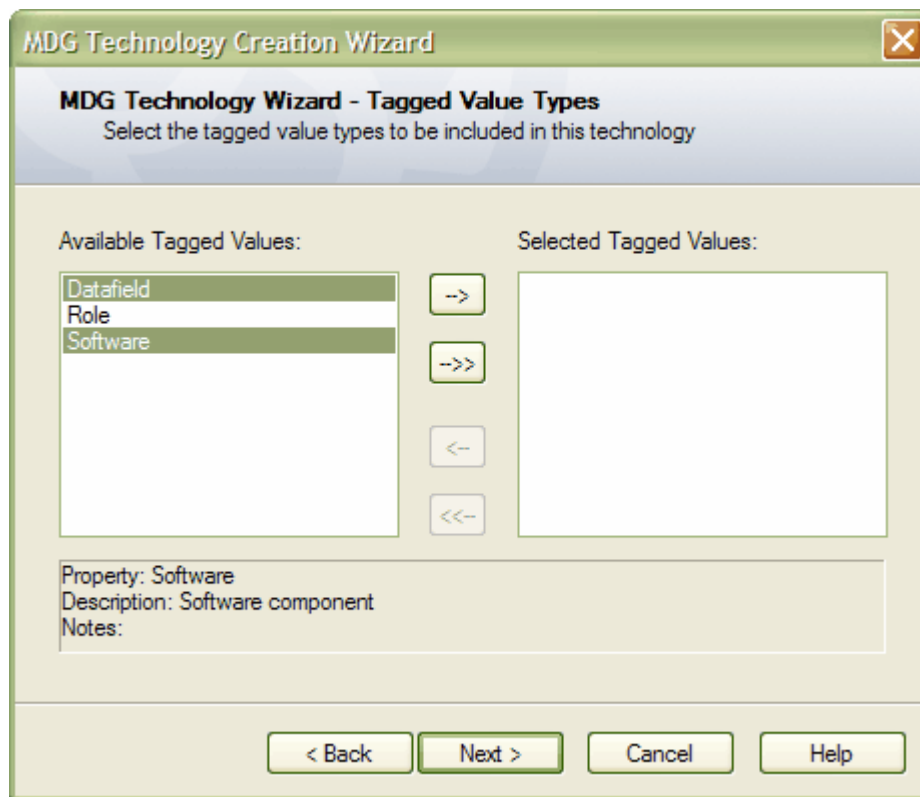 MDG Technology Creation Wizard
MDG Technology Wizard - Tagged Value Types
Select the tagged value types to be included in this technology
Available Tagged Values:
Selected Tagged Values:
Datafield
Role
Software
-->
-->>
<--
<<--
Property: Software
Description: Software component
Notes:
< Back
Next >
Cancel
Help